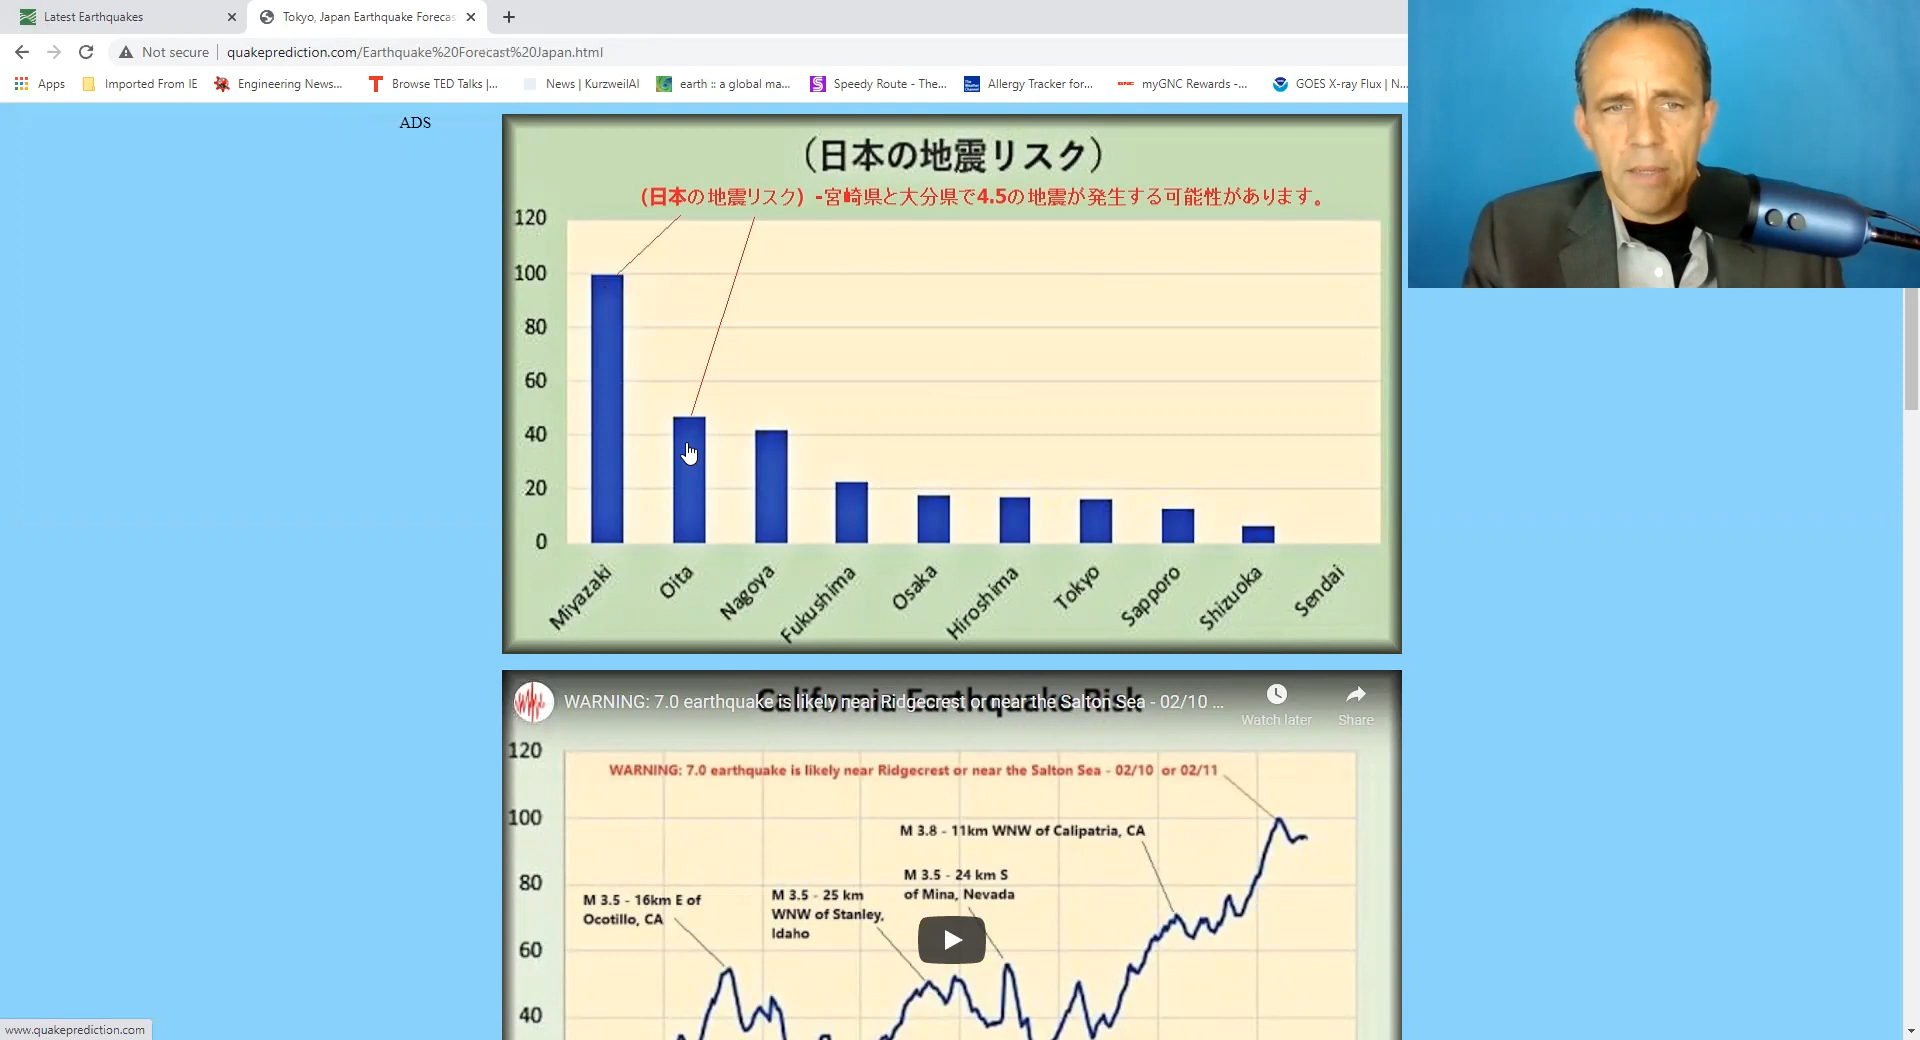 Latest Earthquakes
Tokyo, Japan Earthquake Forecas
Not secure
quakeprediction.com/Earthquake%20Forecast%20Japan.html
Apps
Imported From IE
Engineering News...
Browse TED Talks |...
News | KurzweilAI
earth :: a global ma...
Speedy Route - The...
Allergy Tracker for...
myGNC Rewards -...
GOES X-ray Flux | N...
ADS
（日本の地震リスク）
（日本の地震リスク）-宮崎県と大分県で4.5の地震が発生する可能性があります。
120
100
80
60
40
20
0
Miyazaki
Oita
Nagoya
Fukushima
Osaka
Hiroshima
Tokyo
Sapporo
Shizuoka
Sendai
California Earthquake Risk
WARNING: 7.0 earthquake is likely near Ridgecrest or near the Salton Sea - 02/10 ...
Watch later
Share
120
WARNING: 7.0 earthquake is likely near Ridgecrest or near the Salton Sea - 02/10 or 02/11
100
M 3.8 - 11km WNW of Calipatria, CA
80
M 3.5 - 16km E of
Ocotillo, CA
M 3.5 - 25 km
WNW of Stanley,
Idaho
M 3.5 - 24 km S
of Mina, Nevada
60
40
www.quakeprediction.com